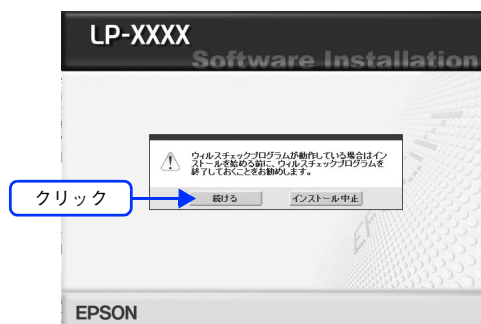 LP-XXXX
Software Installation
ウィルスチェックプログラムが動作している場合はイン
ストールを始める前に、ウィルスチェックプログラムを
終了しておくことをお勧めします。
クリック
続ける
インストール中止
EPSON